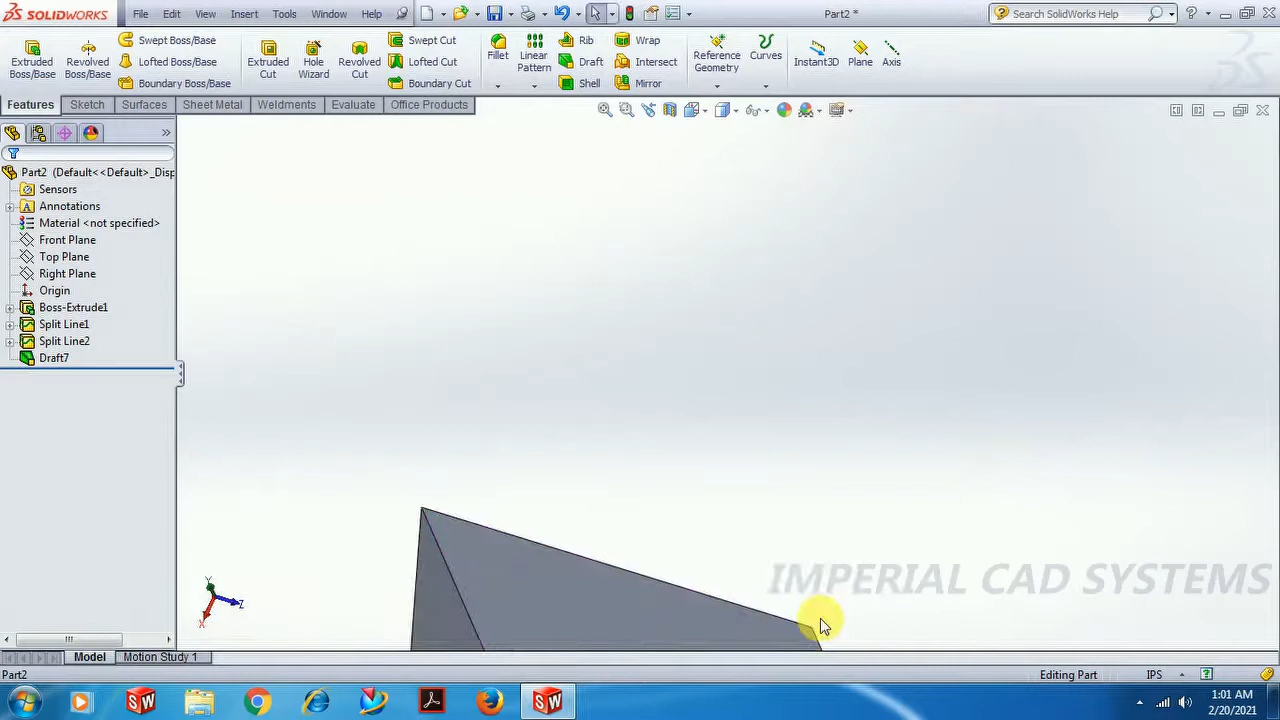 SOLIDWORKS File Edit View Insert Tools Window Help Part2 * Search SolidWorks Help
Extruded Boss/Base
Revolved Boss/Base
Swept Boss/Base
Lofted Boss/Base
Boundary Boss/Base
Extruded Cut
Hole Wizard
Revolved Cut
Swept Cut
Lofted Cut
Boundary Cut
Fillet
Linear Pattern
Rib
Draft
Shell
Wrap
Intersect
Mirror
Reference Geometry
Curves
Instant3D
Plane
Axis
Features Sketch Surfaces Sheet Metal Weldments Evaluate Office Products
Part2 (Default<<Default>_Disp
Sensors
Annotations
Material <not specified>
Front Plane
Top Plane
Right Plane
Origin
Boss-Extrude1
Split Line1
Split Line2
Draft7
IMPERIAL CAD SYSTEMS
Y
Z
X
Model Motion Study 1
Part2 Editing Part IPS
1:01 AM
2/20/2021